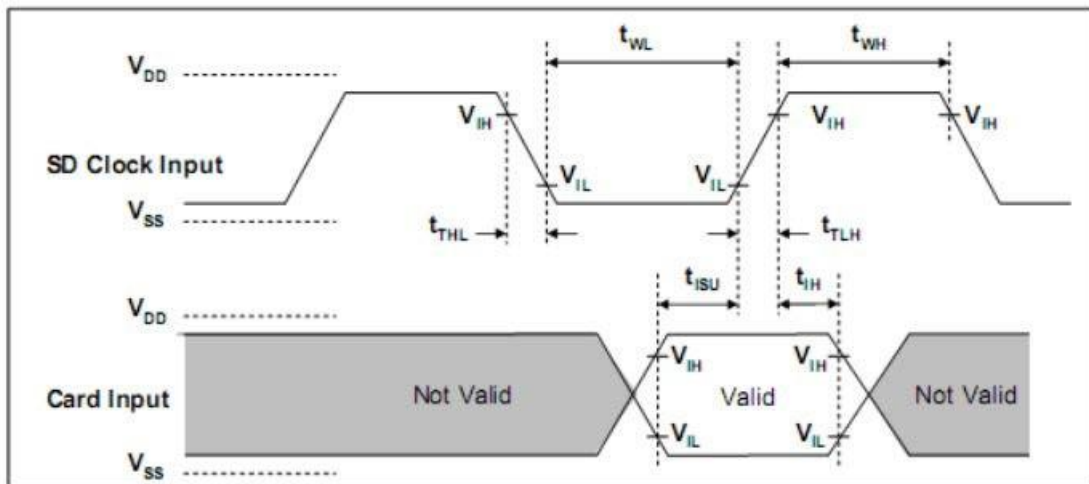 tWL tWH
VDD
VIH VIH VIH
SD Clock Input
VIL VIL
VSS
tTHL tTLH
tISU tIH
VDD
VIH VIH
Not Valid Valid Not Valid
Card Input
VIL VIL
VSS